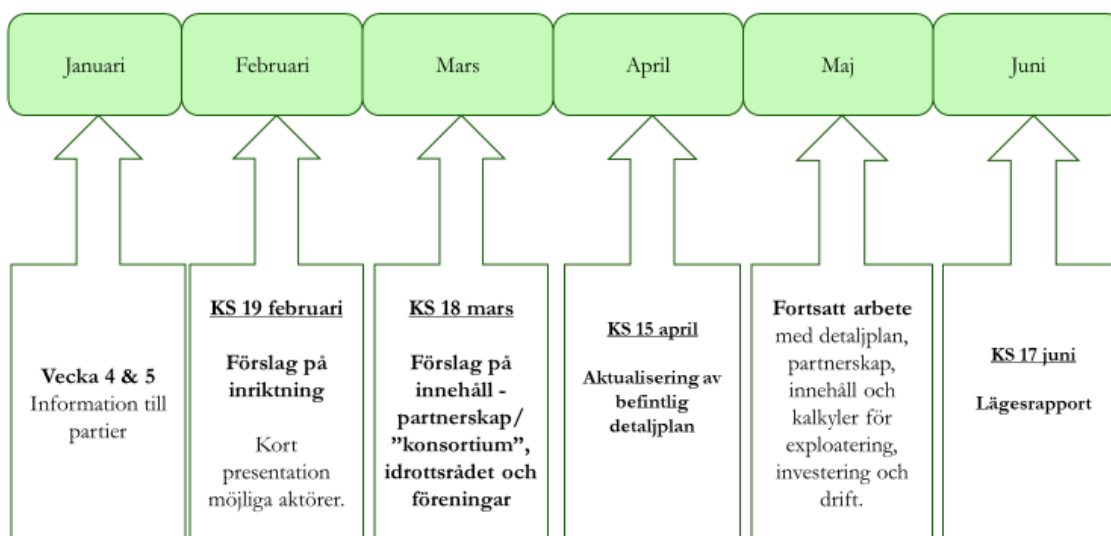 Januari
Februari
Mars
April
Maj
Juni
Vecka 4 & 5
Information till
partier
KS 19 februari
Förslag på
inriktning
Kort
presentation
möjliga aktörer.
KS 18 mars
Förslag på
innehåll -
partnerskap/
”konsortium”,
idrottsrådet och
föreningar
KS 15 april
Aktualisering av
befintlig
detaljplan
Fortsatt arbete
med detaljplan,
partnerskap,
innehåll och
kalkyler för
exploatering,
investering och
drift.
KS 17 juni
Lägesrapport